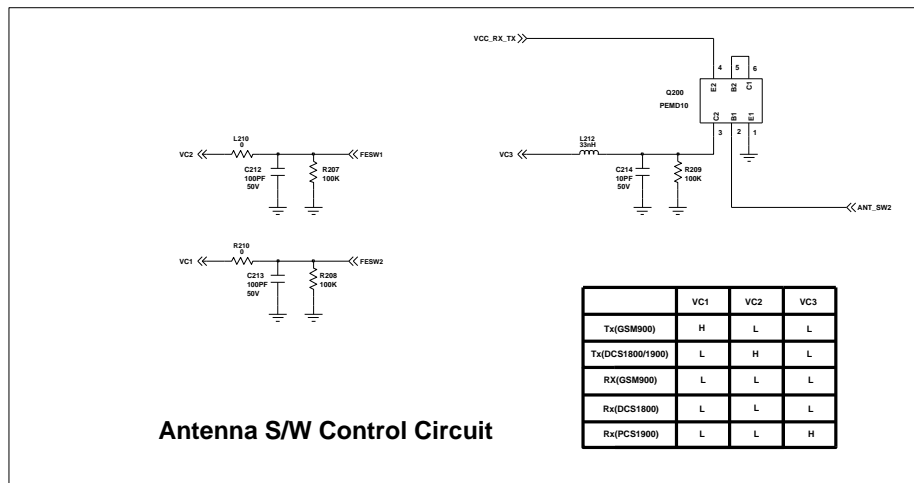 VCC_RX_TX
4 5 6
E2 B2 C1
Q200
PEMD10
C2 B1 E1
3 2 1
L210
0
VC2
FESW1
C212
100PF
50V
R207
100K
L212
33nH
VC3
C214
10PF
50V
R209
100K
ANT_SW2
R210
0
VC1
FESW2
C213
100PF
50V
R208
100K
VC1 VC2 VC3
Tx(GSM900) H L L
Tx(DCS1800/1900) L H L
RX(GSM900) L L L
Rx(DCS1800) L L L
Rx(PCS1900) L L H
Antenna S/W Control Circuit